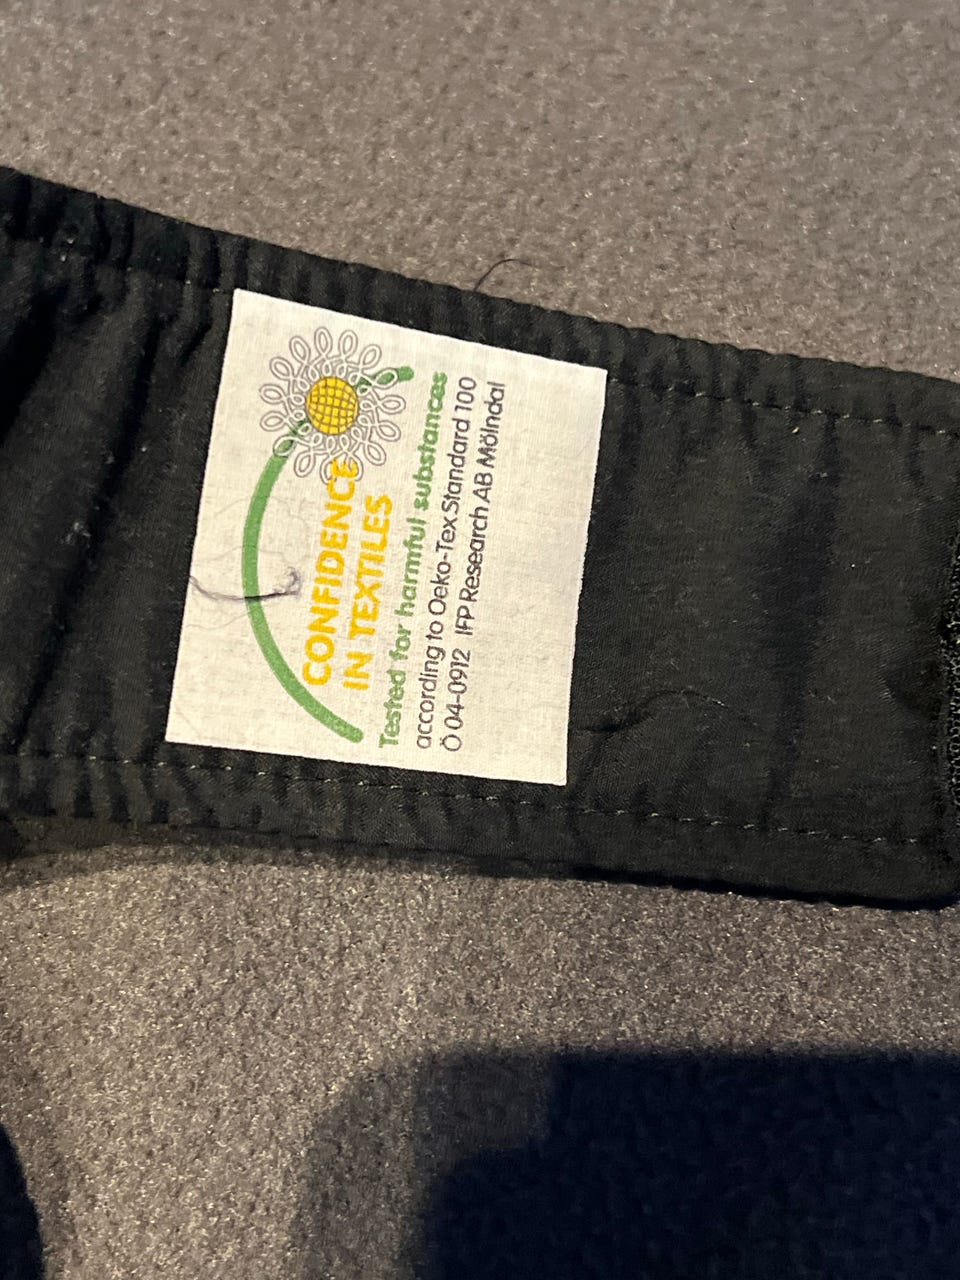 CONFIDENCE
IN TEXTILES
Tested for harmful substances
according to Oeko-Tex Standard 100
Ö 04-0912 IFP Research AB Mölndal